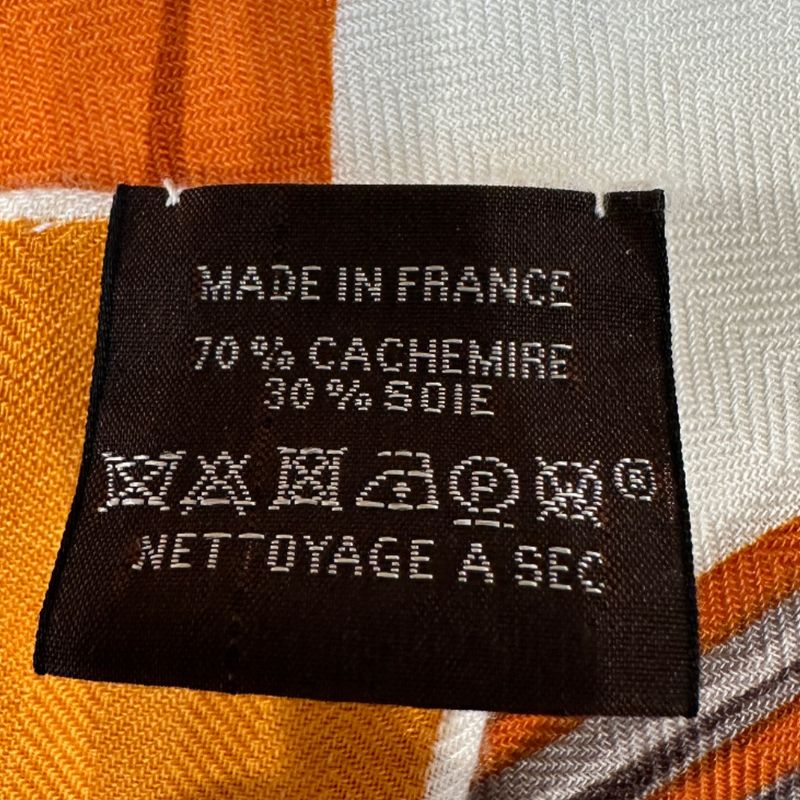 MADE IN FRANCE
70 % CACHEMIRE
30 % SOIE
P ®
NETTOYAGE A SEC